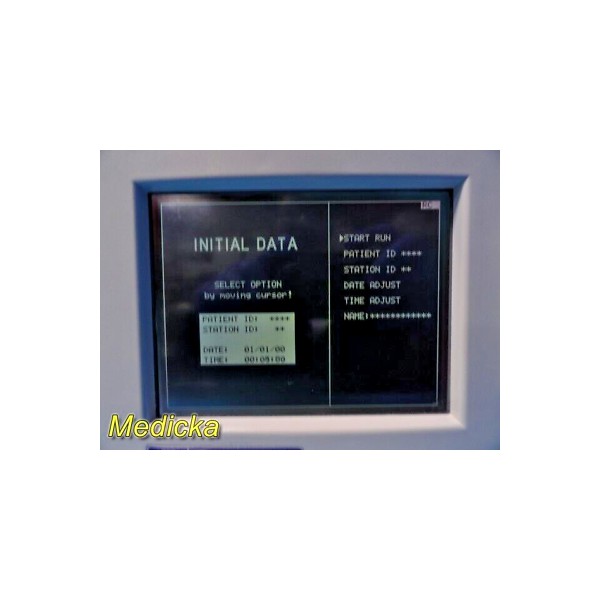 INITIAL DATA
SELECT OPTION
by moving cursor!
PATIENT ID: ****
STATION ID: **
DATE: 01/01/00
TIME: 00:05:00
START RUN
PATIENT ID ****
STATION ID **
DATE ADJUST
TIME ADJUST
NAME:************
Medicka